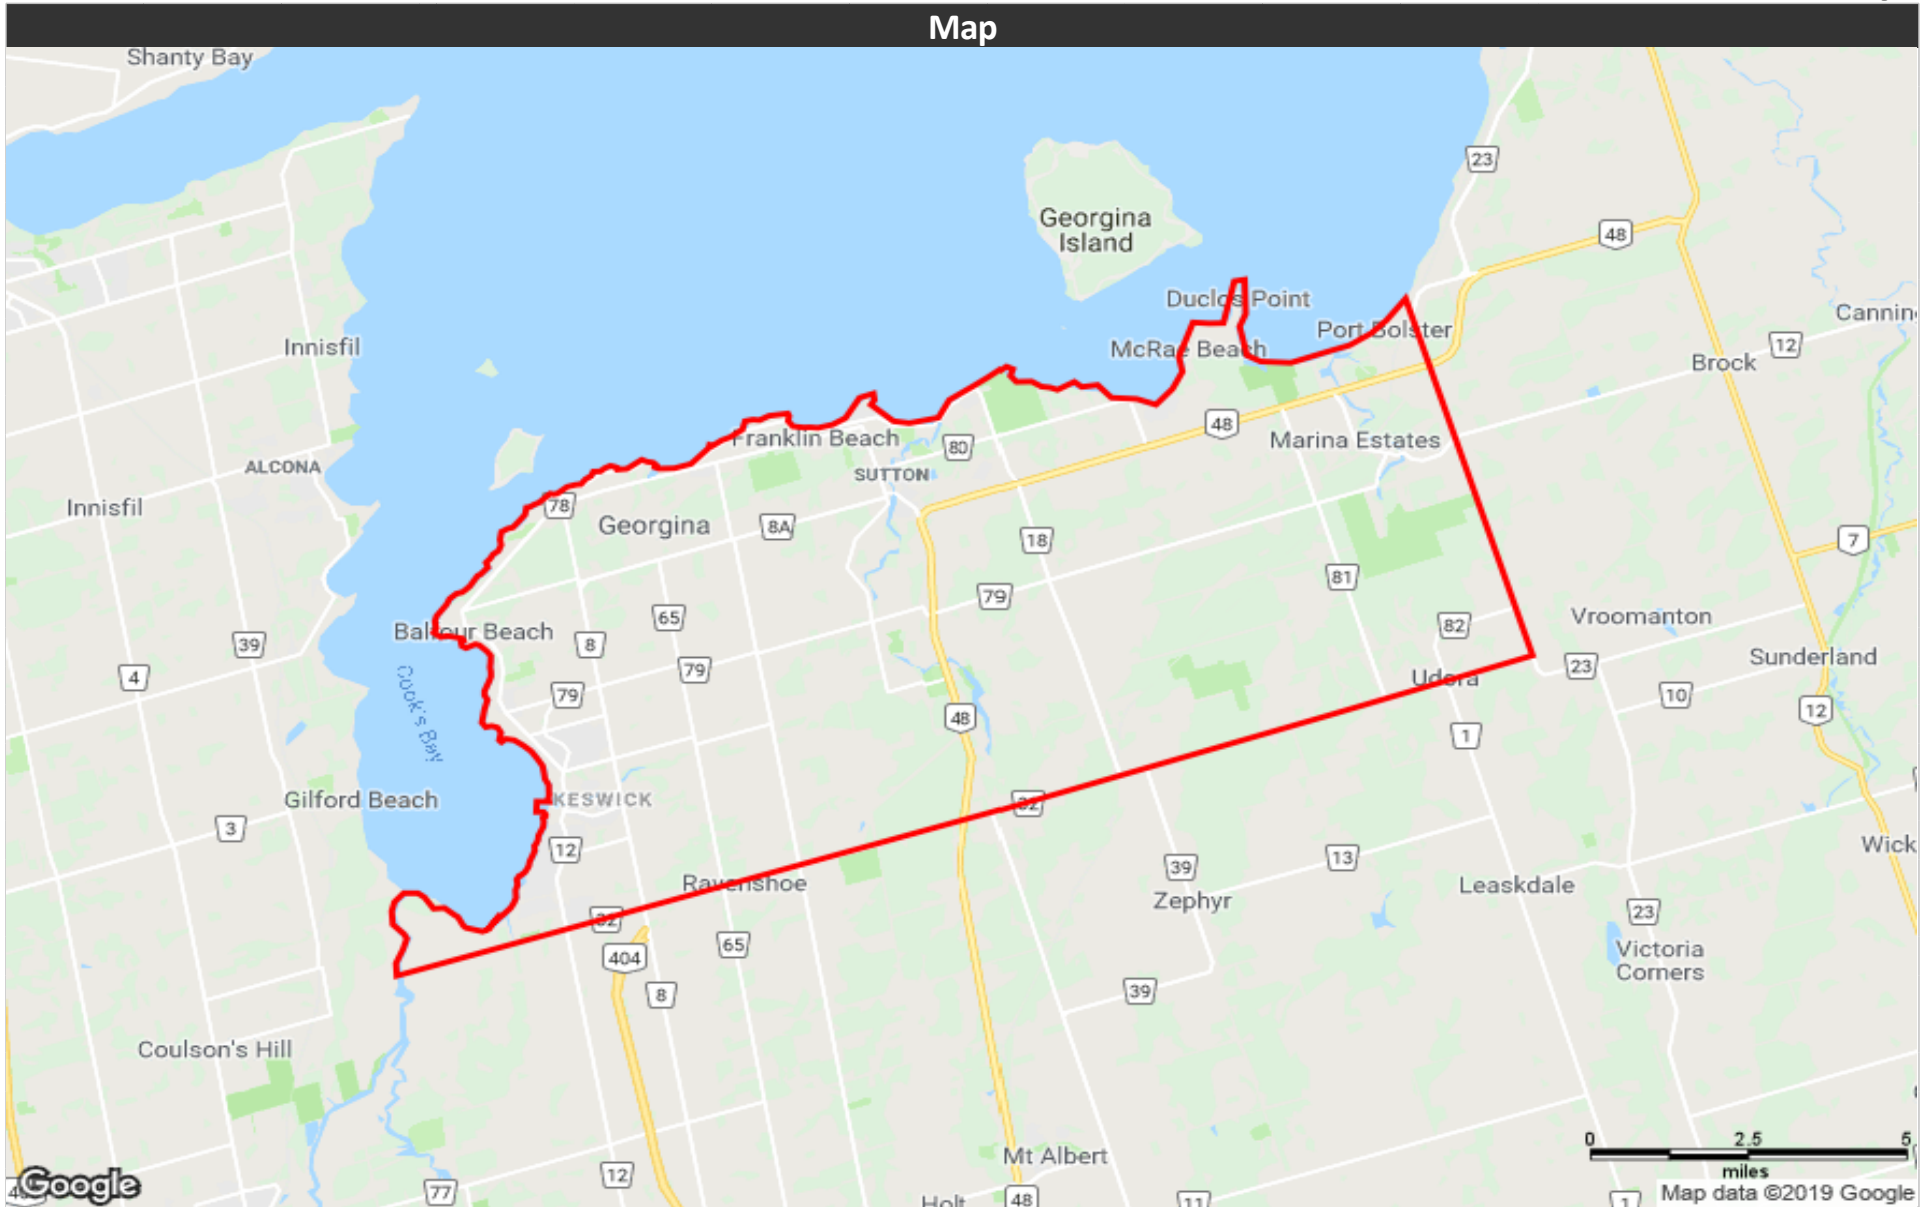 Map
Shanty Bay
23
Georgina
Island
48
Duclos Point
Port Bolster
Innisfil
McRae Beach
12
Brock
48
Franklin Beach
80
Marina Estates
ALCONA
SUTTON
Innisfil
78
Georgina
8A
18
7
81
79
65
Vroomanton
82
Balfour Beach
8
39
Sunderland
4
79
23
Udora
79
10
Cook's Bay
48
12
1
Gilford Beach
KESWICK
32
3
12
Wick
13
39
Ravenshoe
Leaskdale
Zephyr
32
23
65
404
Victoria
Corners
8
39
Coulson's Hill
0 2.5 5
miles
Mt Albert
12
Google
77
Holt
48
11
1
Map data ©2019 Google